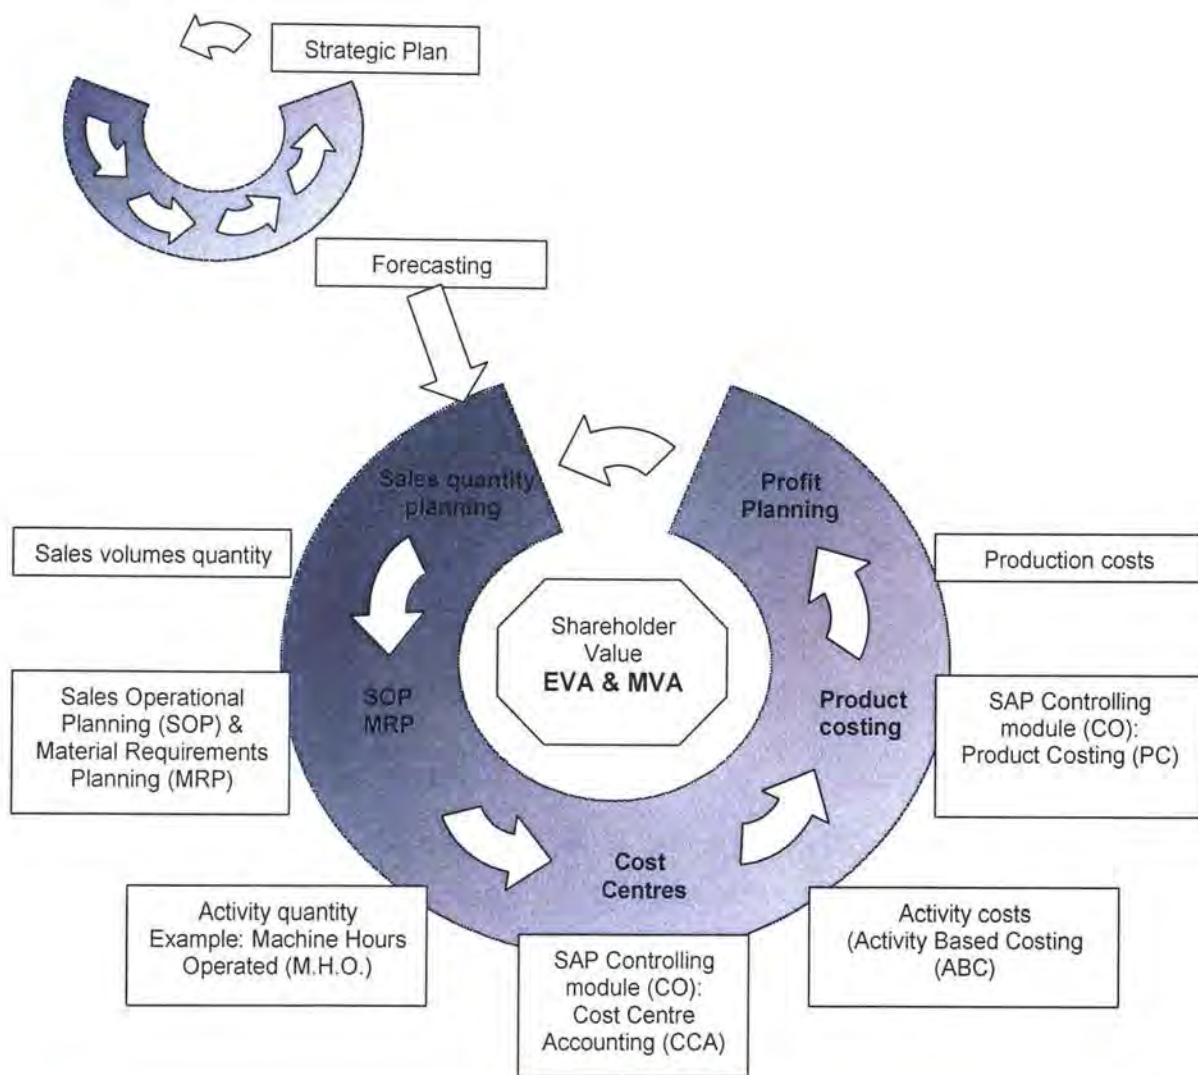 Strategic Plan
Forecasting
Sales quantity
planning
Profit
Planning
Sales volumes quantity
Production costs
Shareholder
Value
EVA & MVA
SOP
MRP
Sales Operational
Planning (SOP) &
Material Requirements
Planning (MRP)
Product
costing
SAP Controlling
module (CO):
Product Costing (PC)
Cost
Centres
Activity quantity
Example: Machine Hours
Operated (M.H.O.)
SAP Controlling
module (CO):
Cost Centre
Accounting (CCA)
Activity costs
(Activity Based Costing
(ABC)